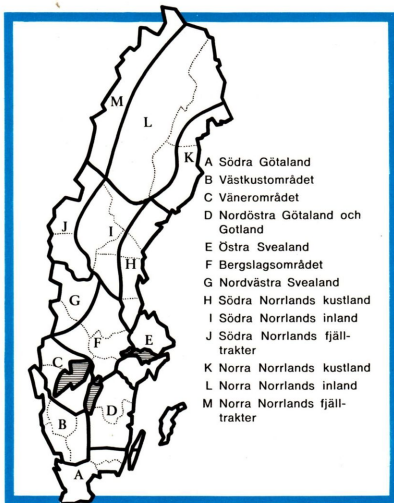 M
L
K
J
I
H
G
F
E
C
D
B
A
A Södra Götaland
B Västkustområdet
C Vänerområdet
D Nordöstra Götaland och
Gotland
E Östra Svealand
F Bergslagsområdet
G Nordvästra Svealand
H Södra Norrlands kustland
I Södra Norrlands inland
J Södra Norrlands fjäll-
trakter
K Norra Norrlands kustland
L Norra Norrlands inland
M Norra Norrlands fjäll-
trakter